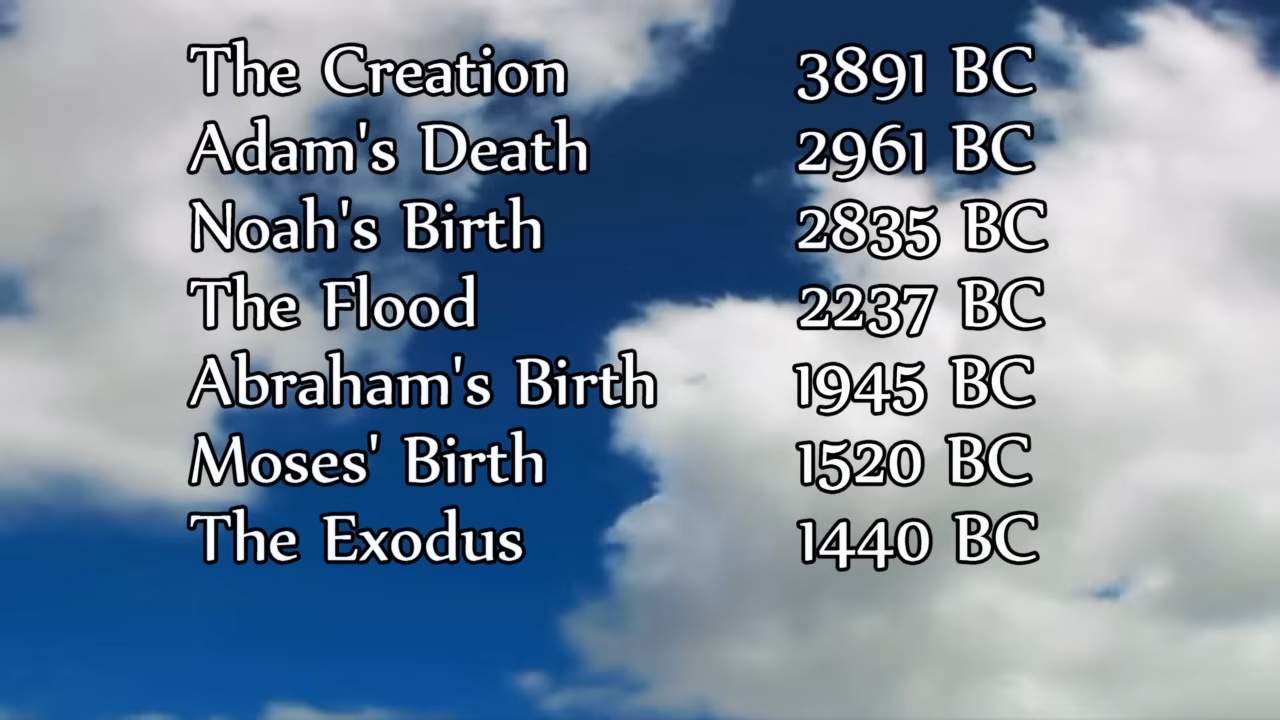 The Creation 3891 BC
Adam's Death 2961 BC
Noah's Birth 2835 BC
The Flood 2237 BC
Abraham's Birth 1945 BC
Moses' Birth 1520 BC
The Exodus 1440 BC